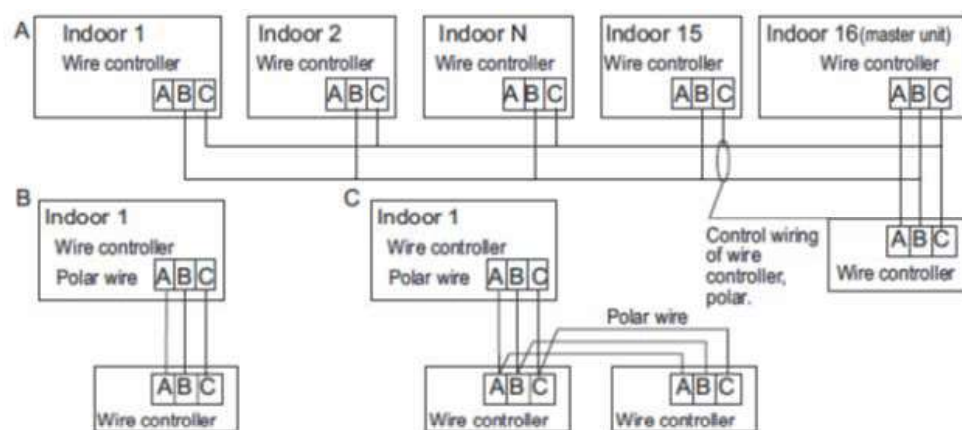 A
Indoor 1
Wire controller
A B C
Indoor 2
Wire controller
A B C
Indoor N
Wire controller
A B C
Indoor 15
Wire controller
A B C
Indoor 16(master unit)
Wire controller
A B C
B
Indoor 1
Wire controller
Polar wire
A B C
A B C
Wire controller
C
Indoor 1
Wire controller
Polar wire
A B C
Polar wire
A B C
Wire controller
A B C
Wire controller
Control wiring
of wire
controller,
polar.
A B C
Wire controller